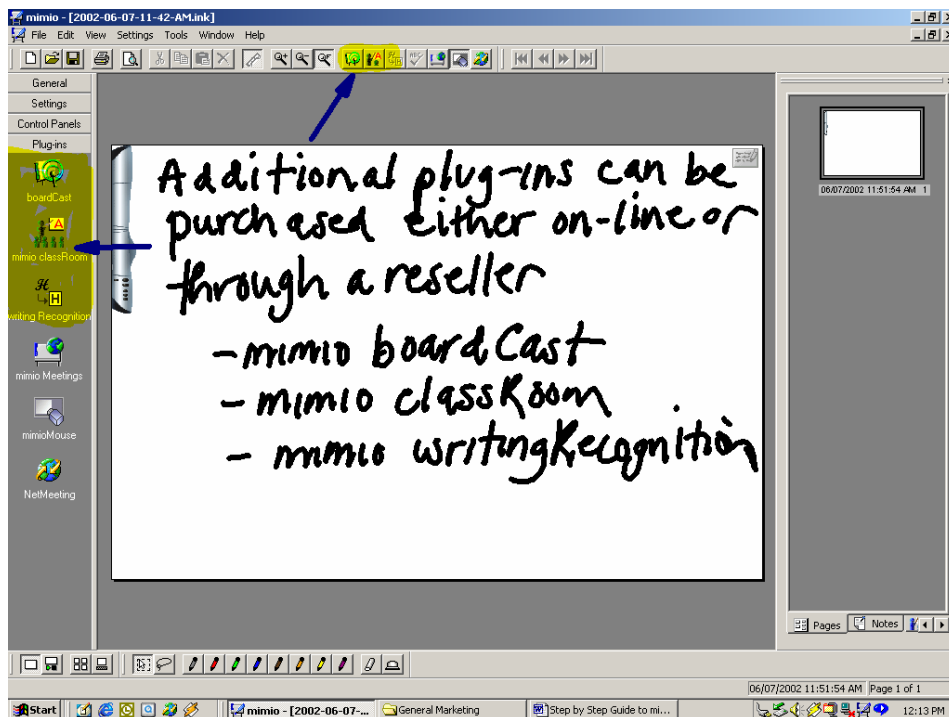 mimio - [2002-06-07-11-42-AM.ink]
File Edit View Settings Tools Window Help
General
Settings
Control Panels
Plug-ins
boardCast
mimio classRoom
writing Recognition
mimio Meetings
mimioMouse
NetMeeting
Additional plug-ins can be
purchased either on-line or
through a reseller
- mimio boardCast
- mimio classRoom
- mimio writingRecognition
06/07/2002 11:51:54 AM 1
Pages Notes
06/07/2002 11:51:54 AM Page 1 of 1
Start mimio - [2002-06-07-... General Marketing Step by Step Guide to mi... 12:13 PM